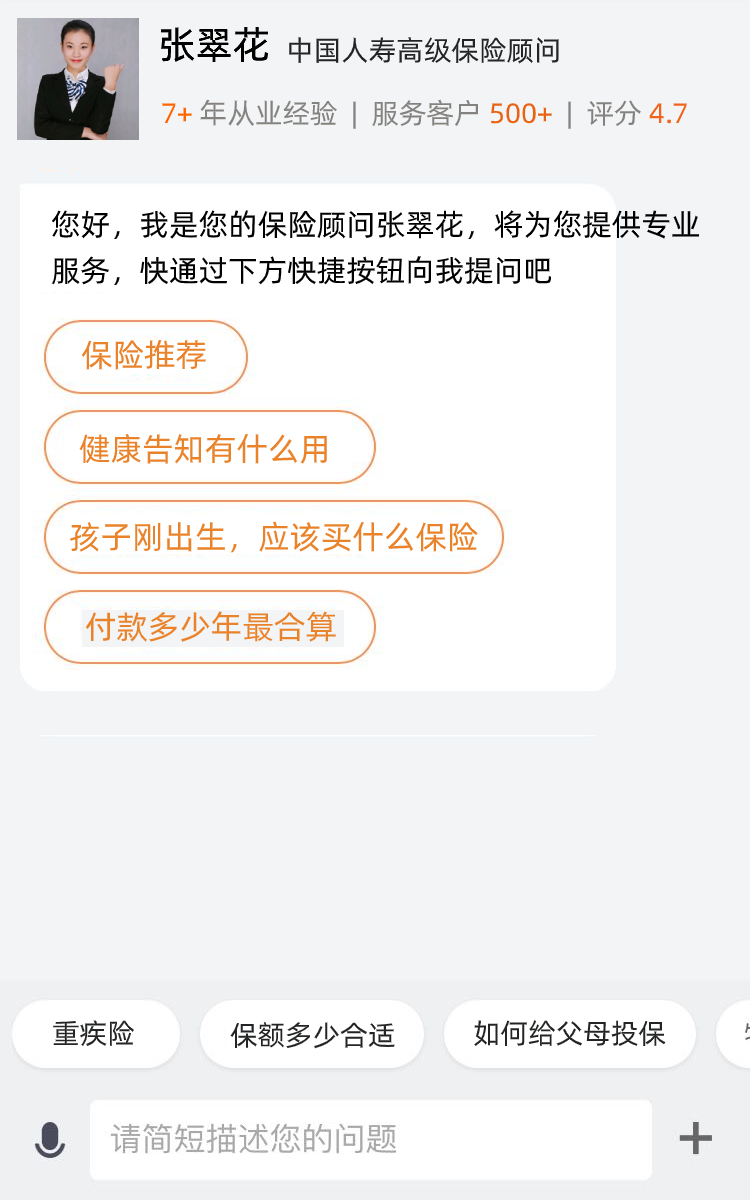 张翠花 中国人寿高级保险顾问
7+ 年从业经验 | 服务客户 500+ | 评分 4.7
您好，我是您的保险顾问张翠花，将为您提供专业
服务，快通过下方快捷按钮向我提问吧
保险推荐
健康告知有什么用
孩子刚出生，应该买什么保险
付款多少年最合算
重疾险 保额多少合适 如何给父母投保
请简短描述您的问题